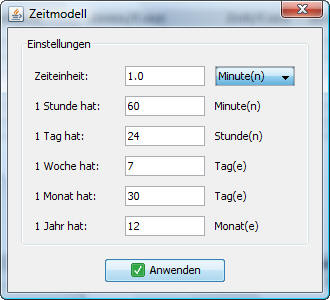 Zeitmodell
Einstellungen
Zeiteinheit: 1.0 Minute(n)
1 Stunde hat: 60 Minute(n)
1 Tag hat: 24 Stunde(n)
1 Woche hat: 7 Tag(e)
1 Monat hat: 30 Tag(e)
1 Jahr hat: 12 Monat(e)
Anwenden